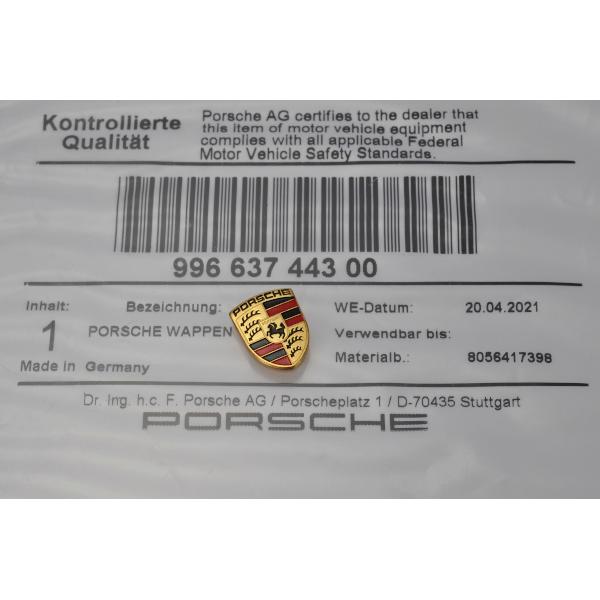 Kontrollierte
Qualität
Porsche AG certifies to the dealer that
this item of motor vehicle equipment
complies with all applicable Federal
Motor Vehicle Safety Standards.
996 637 443 00
Inhalt: Bezeichnung: WE-Datum: 20.04.2021
1 PORSCHE WAPPEN Verwendbar bis:
Made in Germany Materialb.: 8056417398
PORSCHE
Dr. Ing. h.c. F. Porsche AG / Porscheplatz 1 / D-70435 Stuttgart
PORSCHE